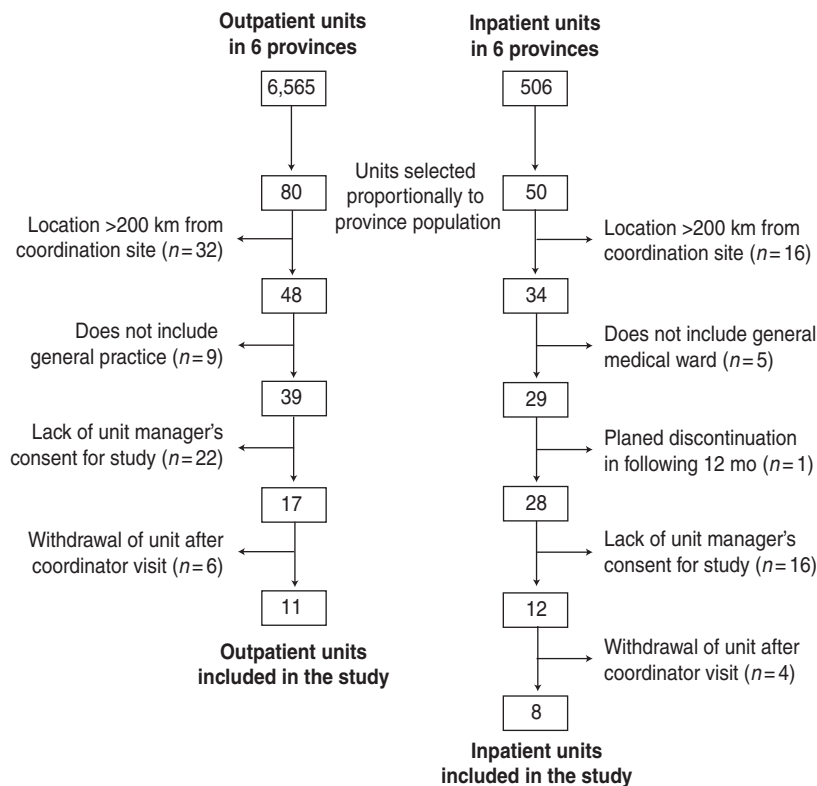 Outpatient units
in 6 provinces
6,565
80
Location >200 km from
coordination site (n=32)
48
Does not include
general practice (n=9)
39
Lack of unit manager's
consent for study (n=22)
17
Withdrawal of unit after
coordinator visit (n=6)
11
Outpatient units
included in the study
Units selected
proportionally to
province population
Inpatient units
in 6 provinces
506
50
Location >200 km from
coordination site (n=16)
34
Does not include general
medical ward (n=5)
29
Planed discontinuation
in following 12 mo (n=1)
28
Lack of unit manager's
consent for study (n=16)
12
Withdrawal of unit after
coordinator visit (n=4)
8
Inpatient units
included in the study